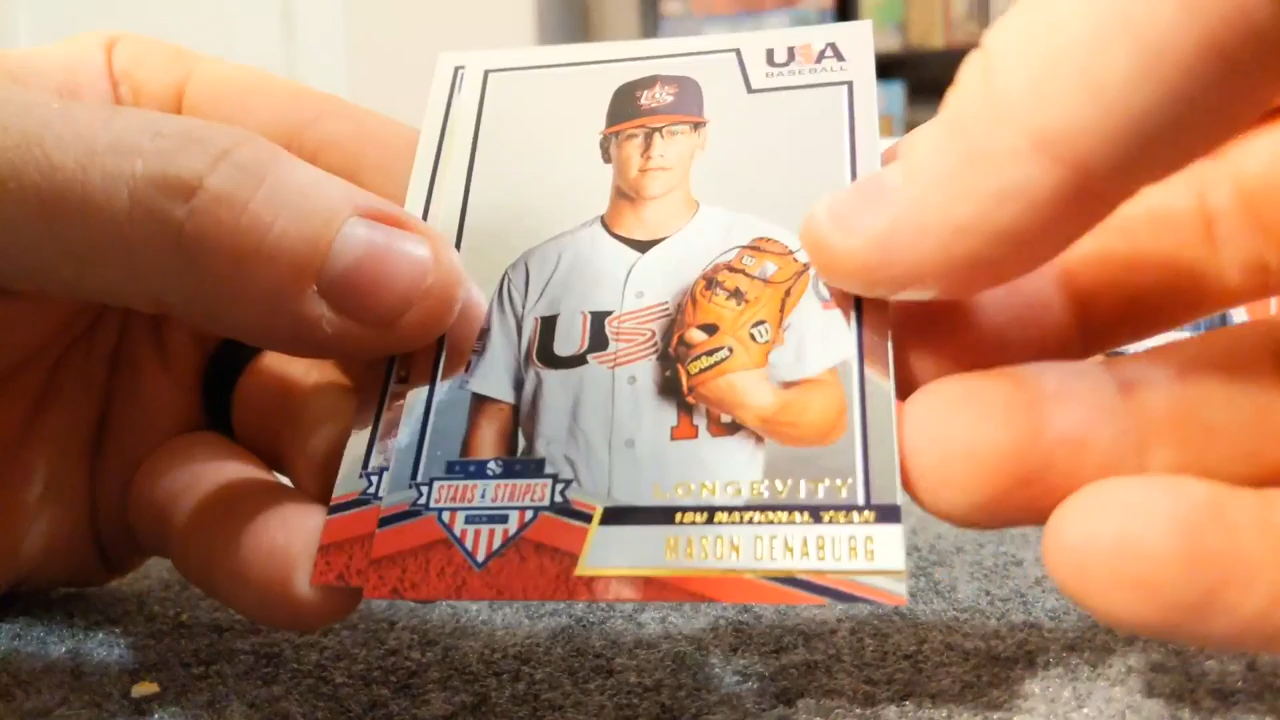 USA
BASEBALL
US
W
W
Wilson
STARS & STRIPES
LONGEVITY
18U NATIONAL TEAM
MASON DENABURG